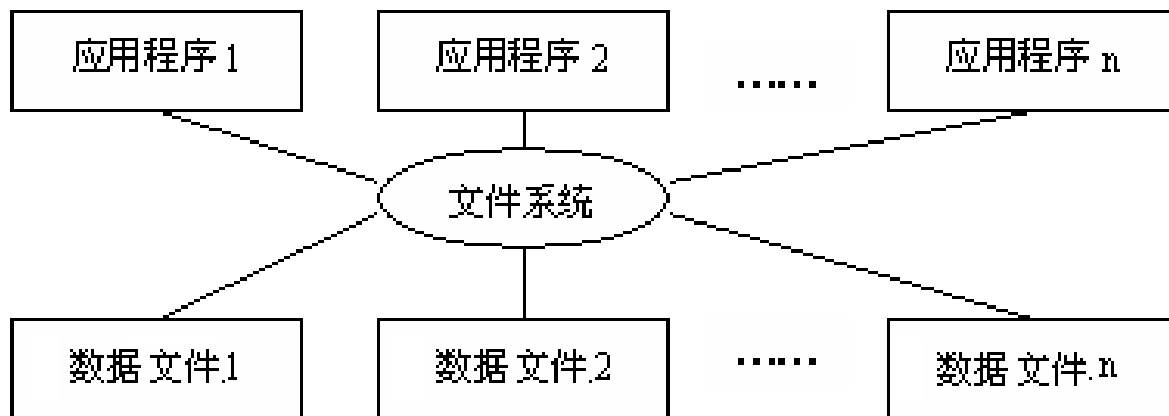 应用程序 1
应用程序 2
……
应用程序 n
文件系统
数据文件.1
数据文件.2
……
数据文件.n